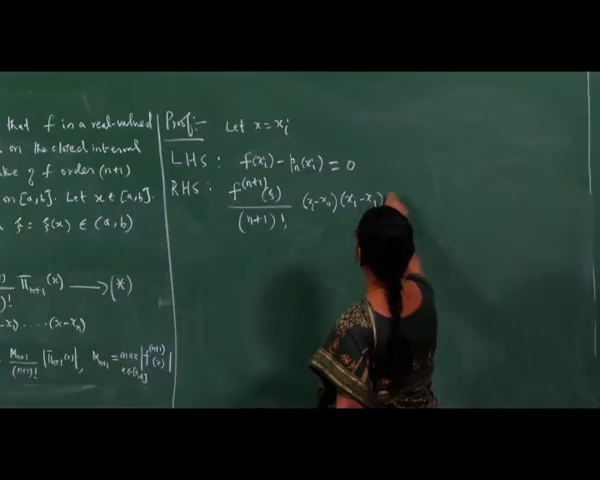 that f is a real-valued
on the closed interval
of f order (n+1)
on [a,b]. Let x ∈ [a,b].
ξ = ξ(x) ∈ (a,b)
)! π_{n+1}(x) ⟶ (*)
-x_1) .... (x-x_n)
M_{n+1}/(n+1)! |π_{n+1}(x)|, M_{n+1} = max_{x∈[a,b]} |f^{(n+1)}(x)|
Proof:- Let x = x_i
LHS: f(x_i) - p_n(x_i) = 0
RHS: f^{(n+1)}(ξ)/(n+1)! (x_i-x_0)(x_i-x_1)